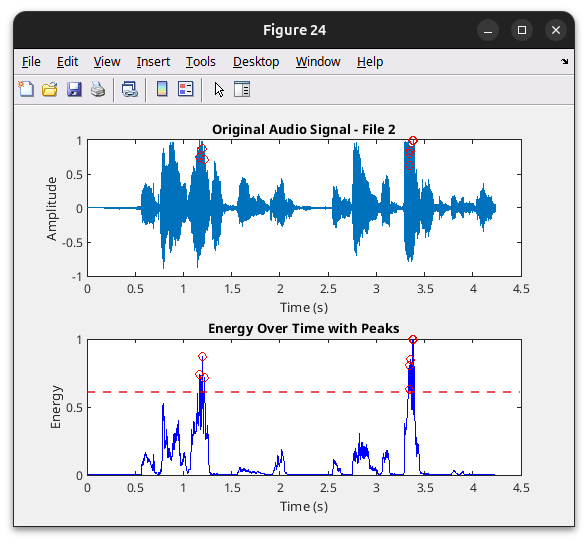 Figure 24
File Edit View Insert Tools Desktop Window Help
Original Audio Signal - File 2
1
0.5
0
-0.5
-1
Amplitude
0 0.5 1 1.5 2 2.5 3 3.5 4 4.5
Time (s)
Energy Over Time with Peaks
1
0.5
0
Energy
0 0.5 1 1.5 2 2.5 3 3.5 4 4.5
Time (s)